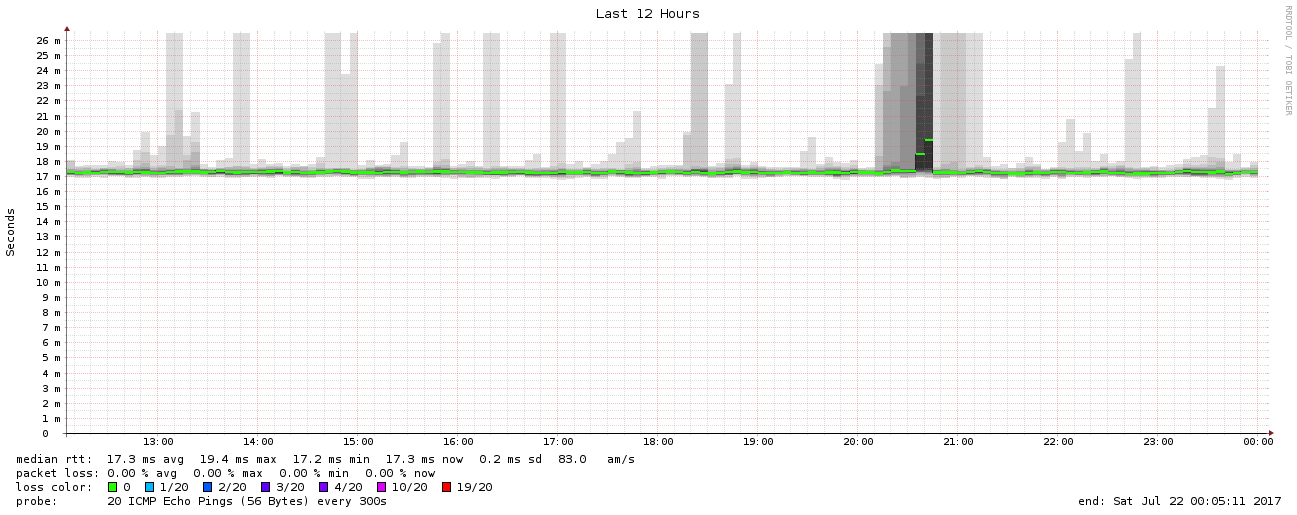 Last 12 Hours
RRDTOOL / TOBI OETIKER
Seconds
26 m
25 m
24 m
23 m
22 m
21 m
20 m
19 m
18 m
17 m
16 m
15 m
14 m
13 m
12 m
11 m
10 m
9 m
8 m
7 m
6 m
5 m
4 m
3 m
2 m
1 m
0
13:00 14:00 15:00 16:00 17:00 18:00 19:00 20:00 21:00 22:00 23:00 00:00
median rtt: 17.3 ms avg 19.4 ms max 17.2 ms min 17.3 ms now 0.2 ms sd 83.0 am/s
packet loss: 0.00 % avg 0.00 % max 0.00 % min 0.00 % now
loss color: 0 1/20 2/20 3/20 4/20 10/20 19/20
probe: 20 ICMP Echo Pings (56 Bytes) every 300s end: Sat Jul 22 00:05:11 2017